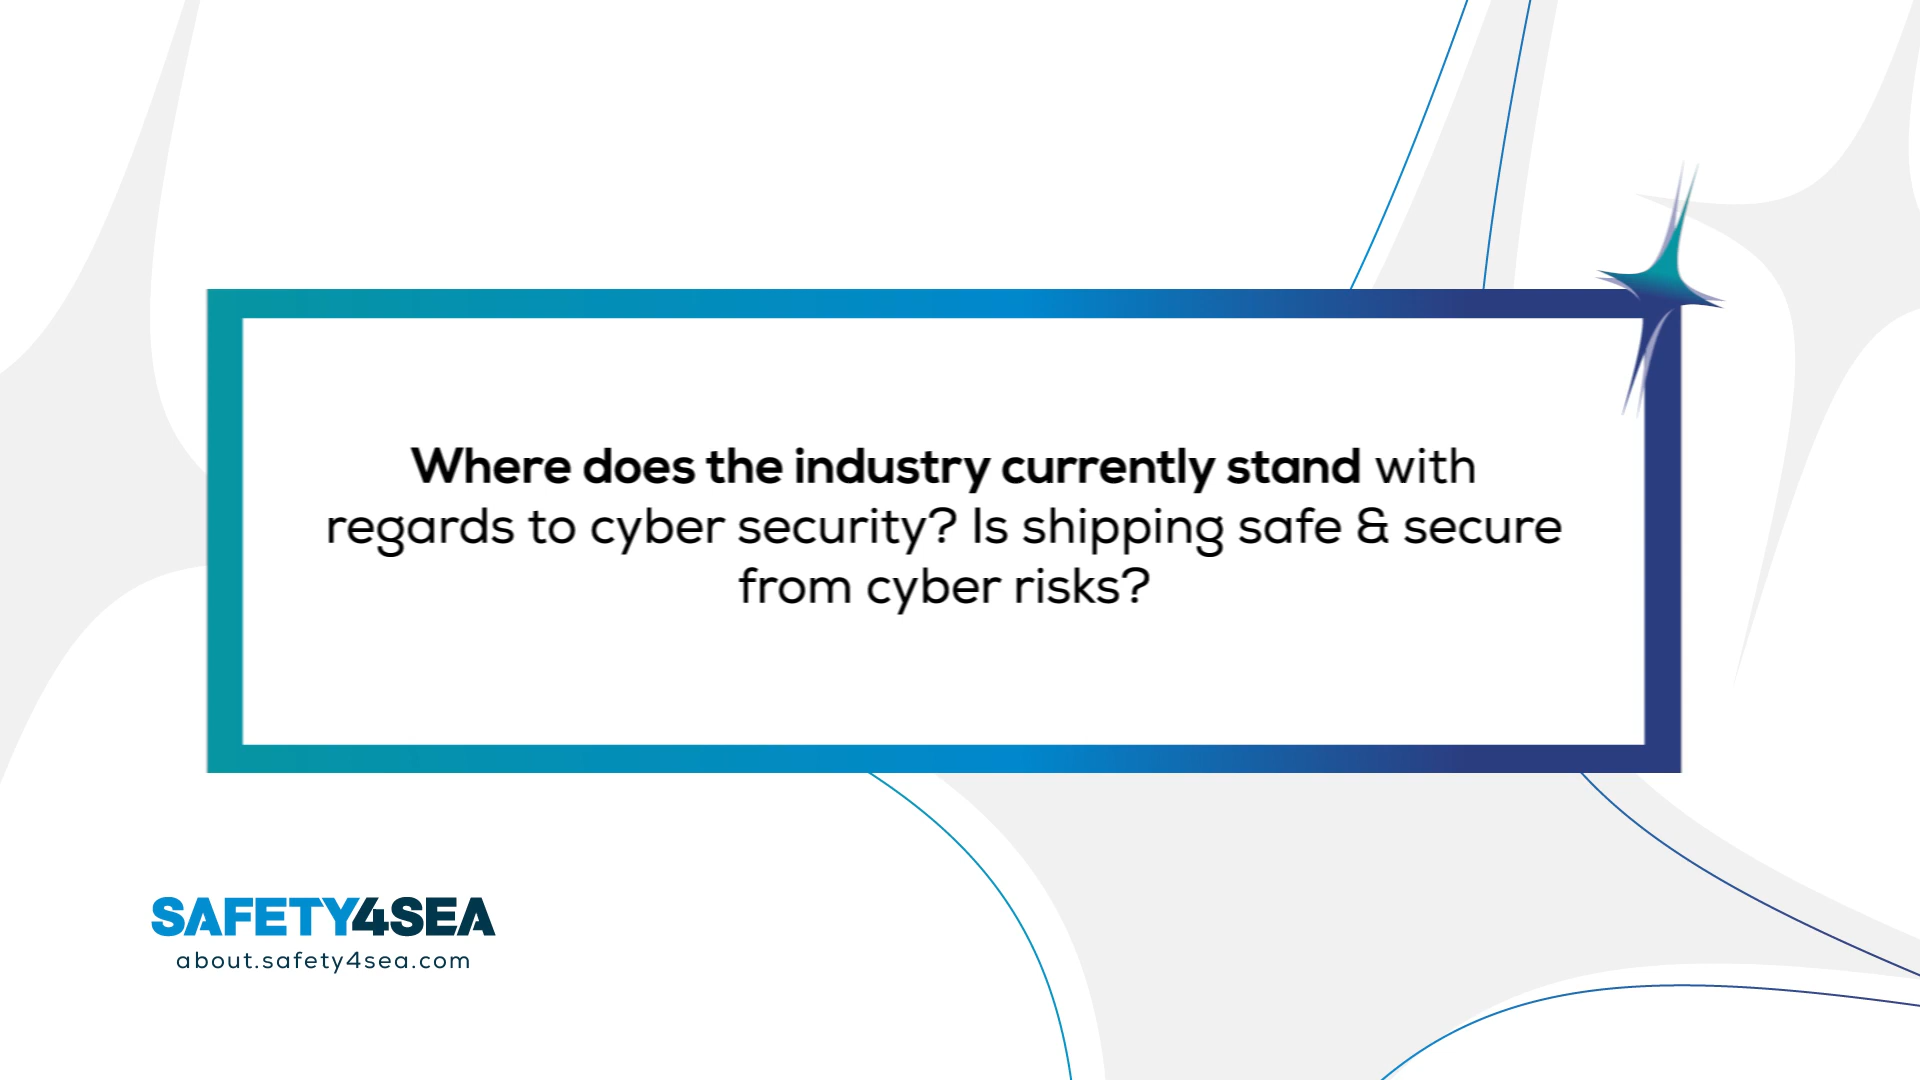 Where does the industry currently stand with
regards to cyber security? Is shipping safe & secure
from cyber risks?
SAFETY4SEA
about.safety4sea.com